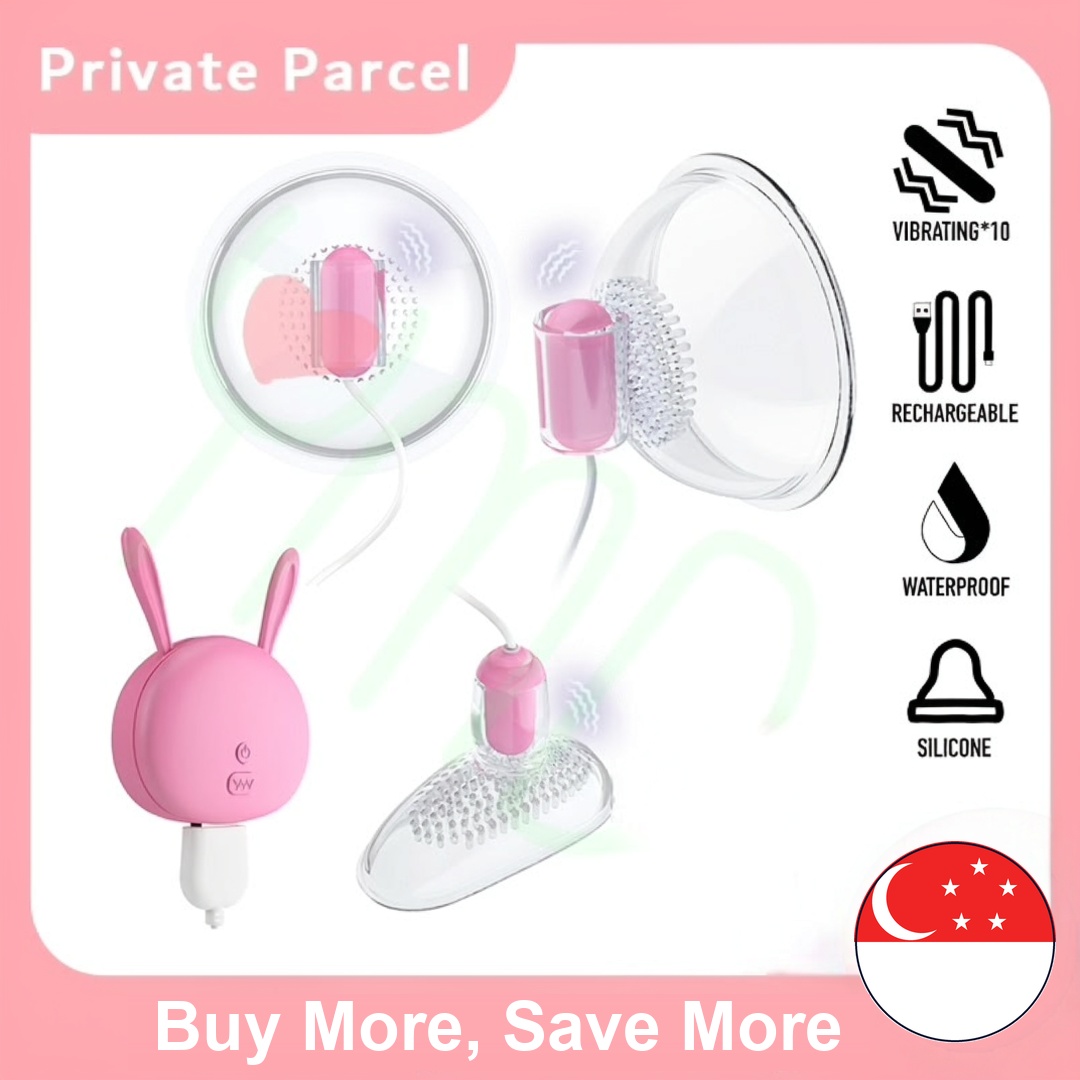 Private Parcel
VIBRATING*10
RECHARGEABLE
WATERPROOF
SILICONE
Buy More, Save More